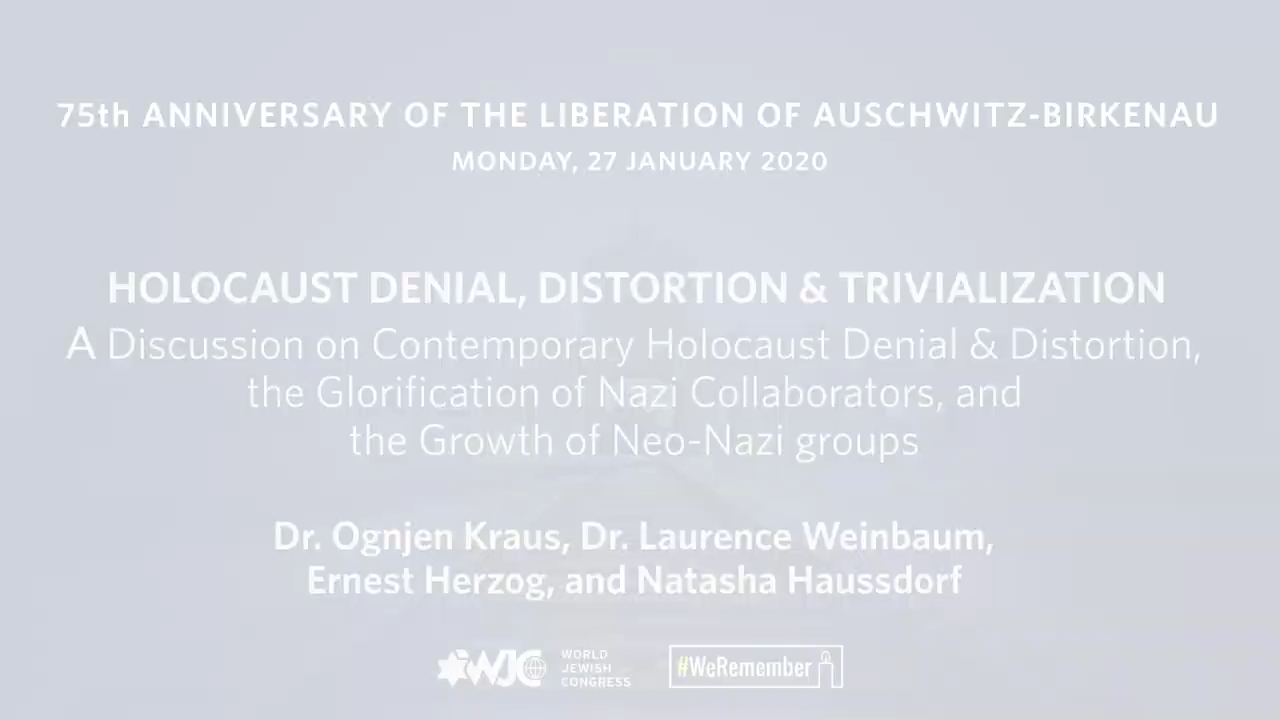 75th ANNIVERSARY OF THE LIBERATION OF AUSCHWITZ-BIRKENAU
MONDAY, 27 JANUARY 2020
HOLOCAUST DENIAL, DISTORTION & TRIVIALIZATION
A Discussion on Contemporary Holocaust Denial & Distortion,
the Glorification of Nazi Collaborators, and
the Growth of Neo-Nazi groups
Dr. Ognjen Kraus, Dr. Laurence Weinbaum,
Ernest Herzog, and Natasha Haussdorf
WJC
WORLD
JEWISH
CONGRESS
#WeRemember